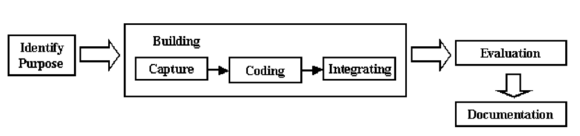 Identify
Purpose
Building
Capture
Coding
Integrating
Evaluation
Documentation